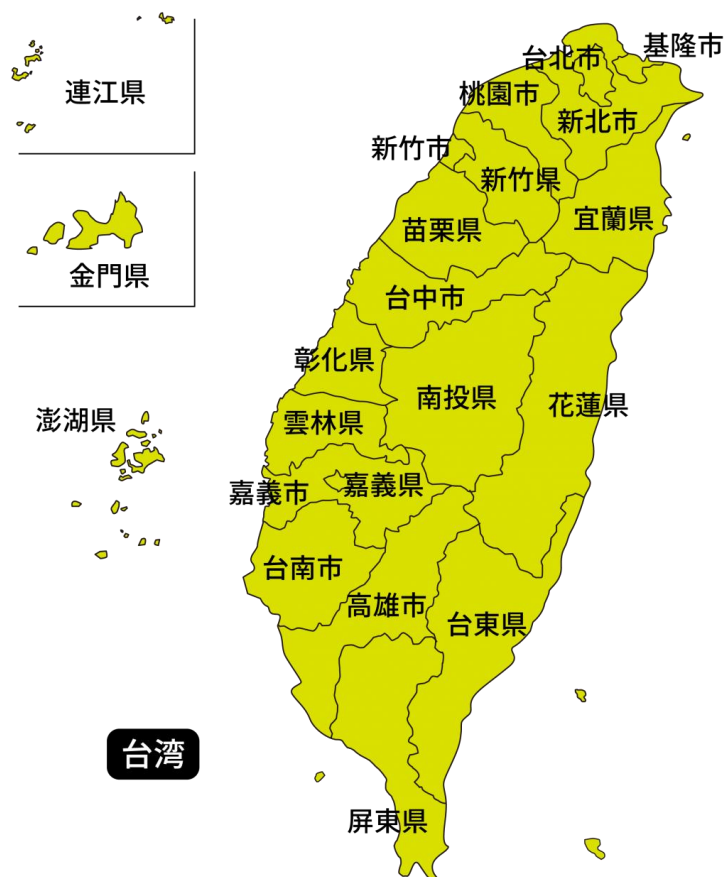 連江県
基隆市
台北市
桃園市
新北市
新竹市
新竹県
宜蘭県
苗栗県
金門県
台中市
彰化県
南投県
花蓮県
澎湖県
雲林県
嘉義市
嘉義県
台南市
高雄市
台東県
台湾
屏東県